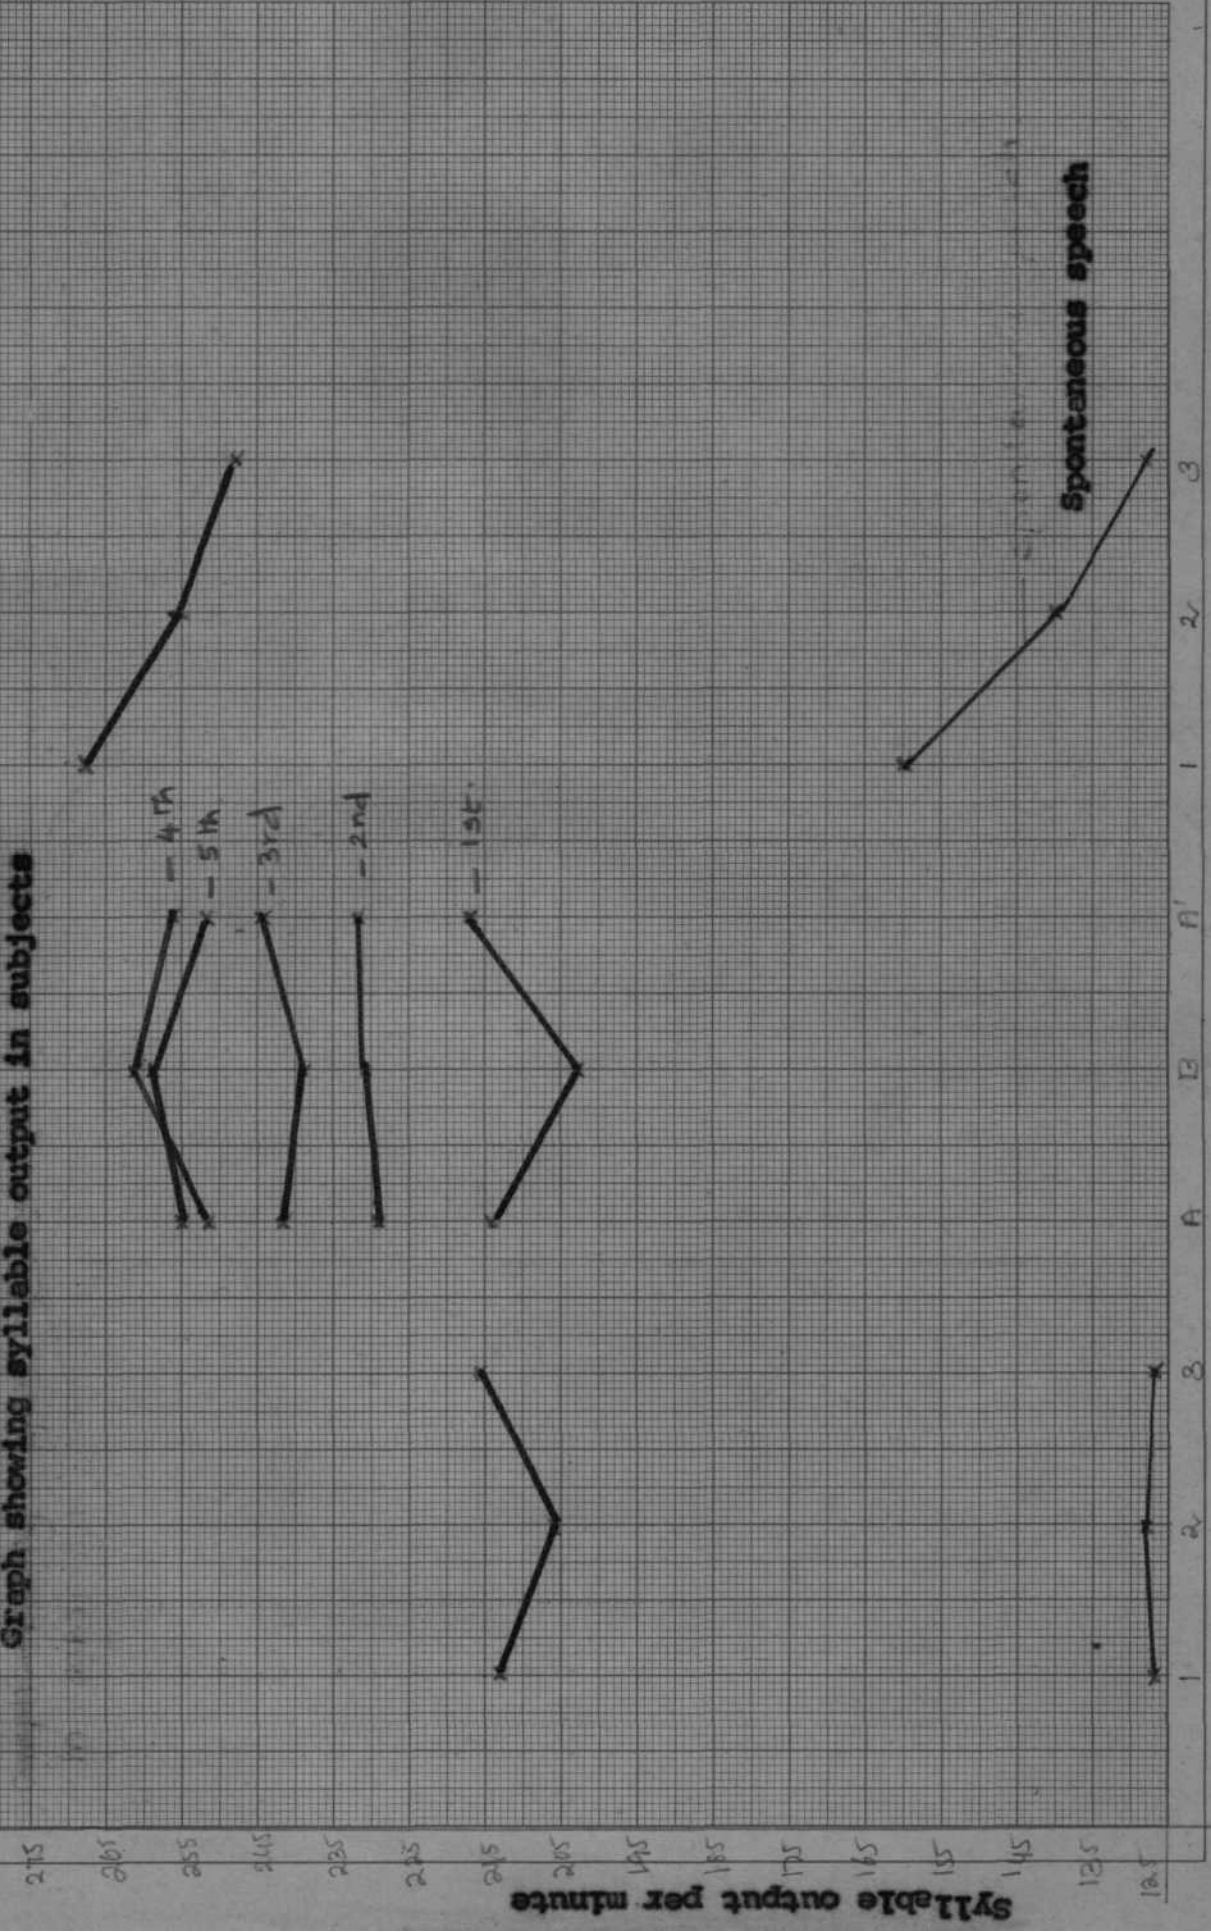 Graph showing syllable output in subjects
Syllable output per minute
275
265
255
245
235
225
215
205
195
185
175
165
155
145
135
125
- 4th
- 5th
- 3rd
- 2nd
- 1st.
Spontaneous speech
1 2 3 A B A' 1 2 3